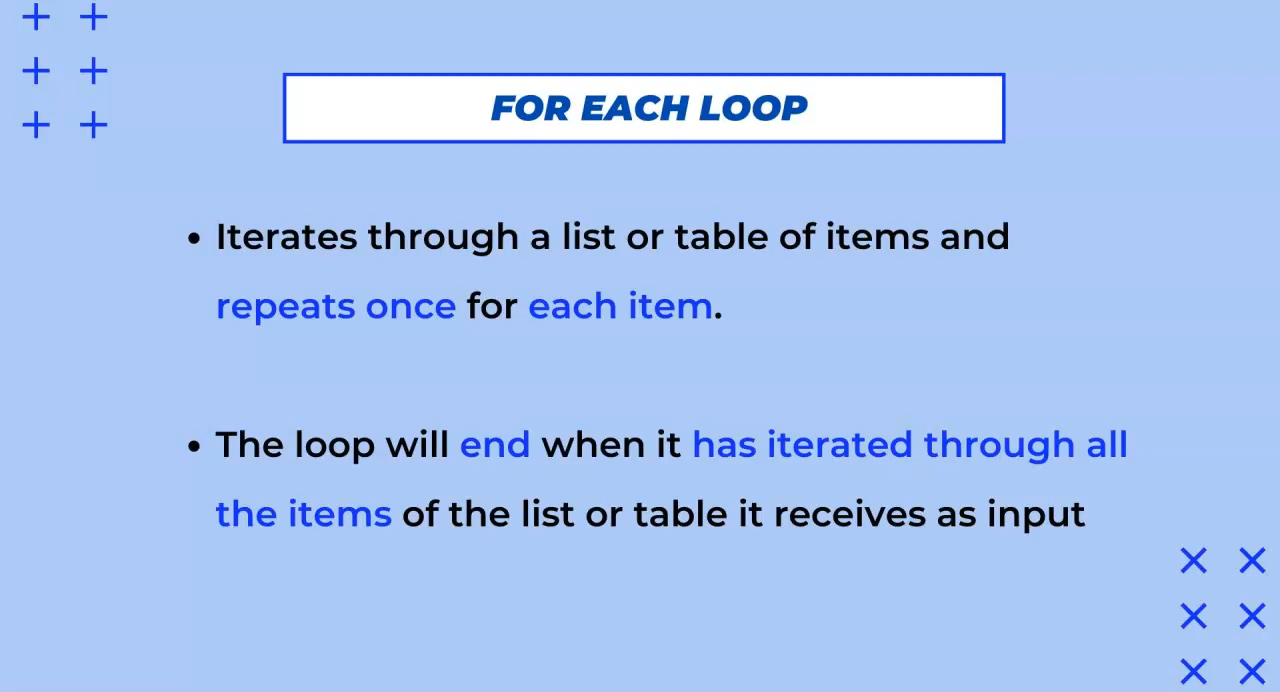 FOR EACH LOOP
• Iterates through a list or table of items and
repeats once for each item.
• The loop will end when it has iterated through all
the items of the list or table it receives as input